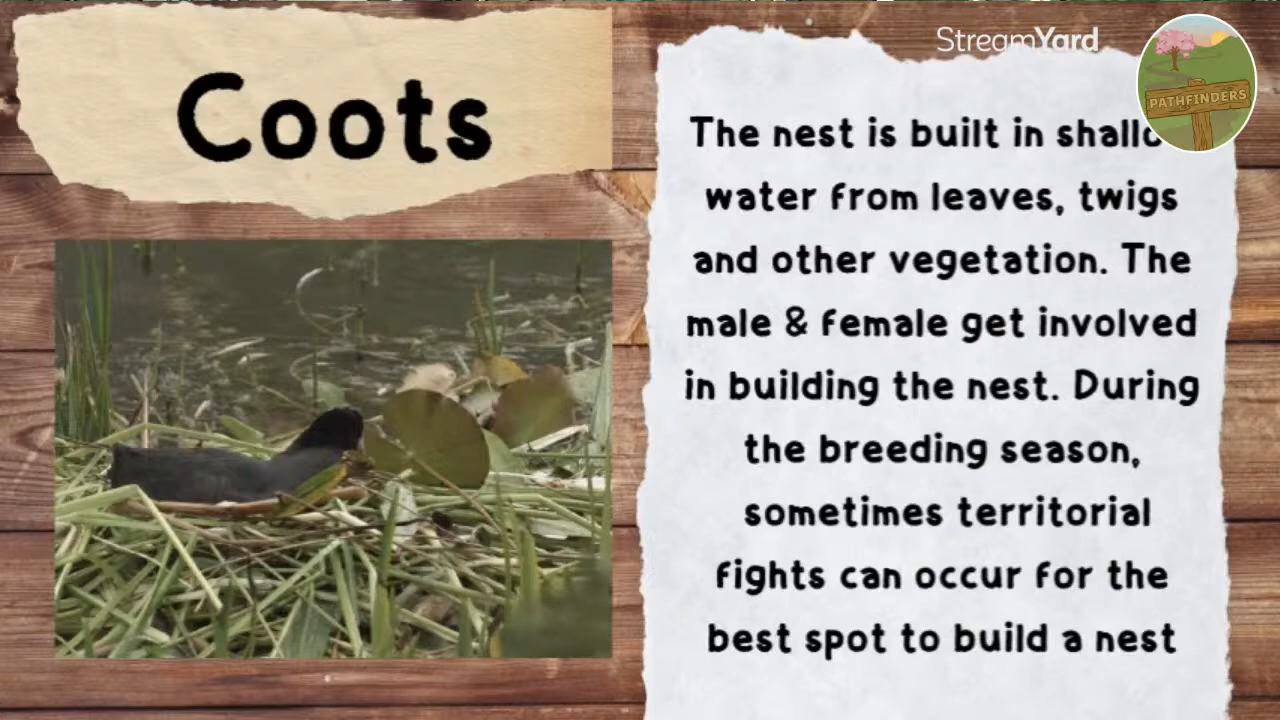 Coots
StreamYard
PATHFINDERS
The nest is built in
water from leaves, twigs
and other vegetation. The
male & female get involved
in building the nest. During
the breeding season,
sometimes territorial
fights can occur for the
best spot to build a nest